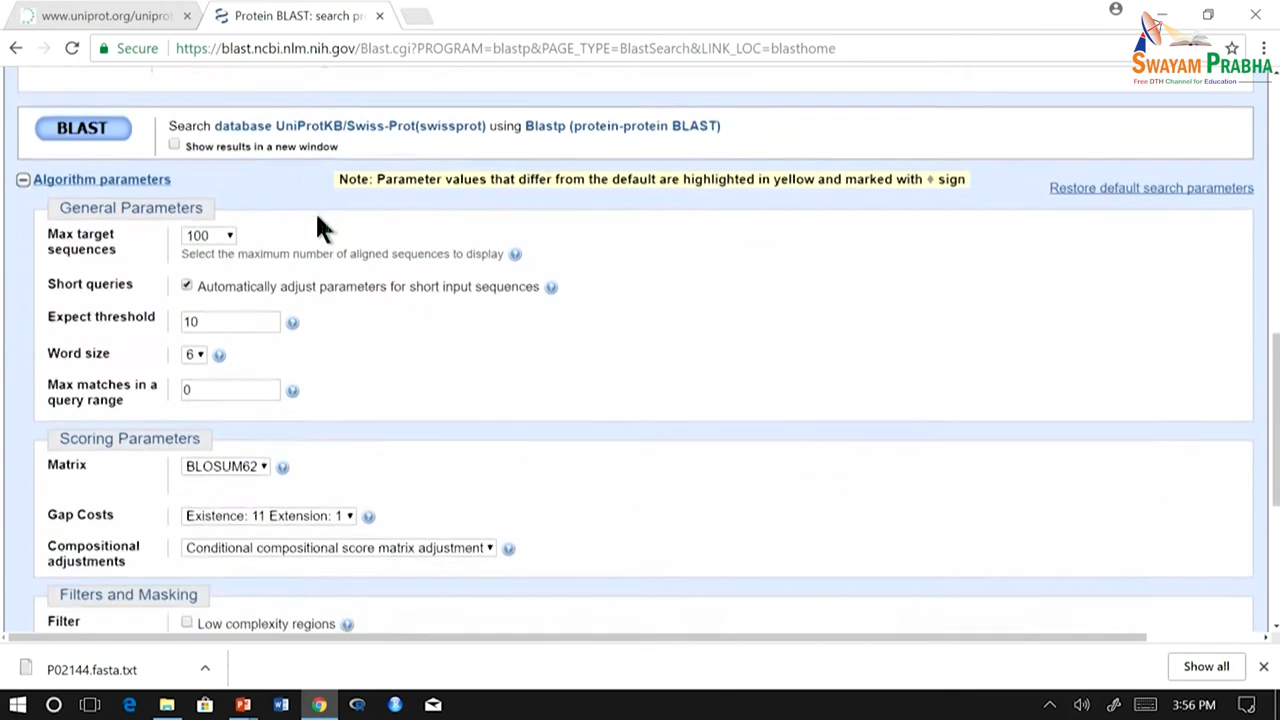 www.uniprot.org/uniprot
Protein BLAST: search pr
Secure
https://blast.ncbi.nlm.nih.gov/Blast.cgi?PROGRAM=blastp&PAGE_TYPE=BlastSearch&LINK_LOC=blasthome
SWAYAM PRABHA
Free DTH Channel for Education
BLAST
Search database UniProtKB/Swiss-Prot(swissprot) using Blastp (protein-protein BLAST)
Show results in a new window
Algorithm parameters
Note: Parameter values that differ from the default are highlighted in yellow and marked with ♦ sign
Restore default search parameters
General Parameters
Max target
sequences
100
Select the maximum number of aligned sequences to display
Short queries
Automatically adjust parameters for short input sequences
Expect threshold
10
Word size
6
Max matches in a
query range
0
Scoring Parameters
Matrix
BLOSUM62
Gap Costs
Existence: 11 Extension: 1
Compositional
adjustments
Conditional compositional score matrix adjustment
Filters and Masking
Filter
Low complexity regions
P02144.fasta.txt
Show all
3:56 PM